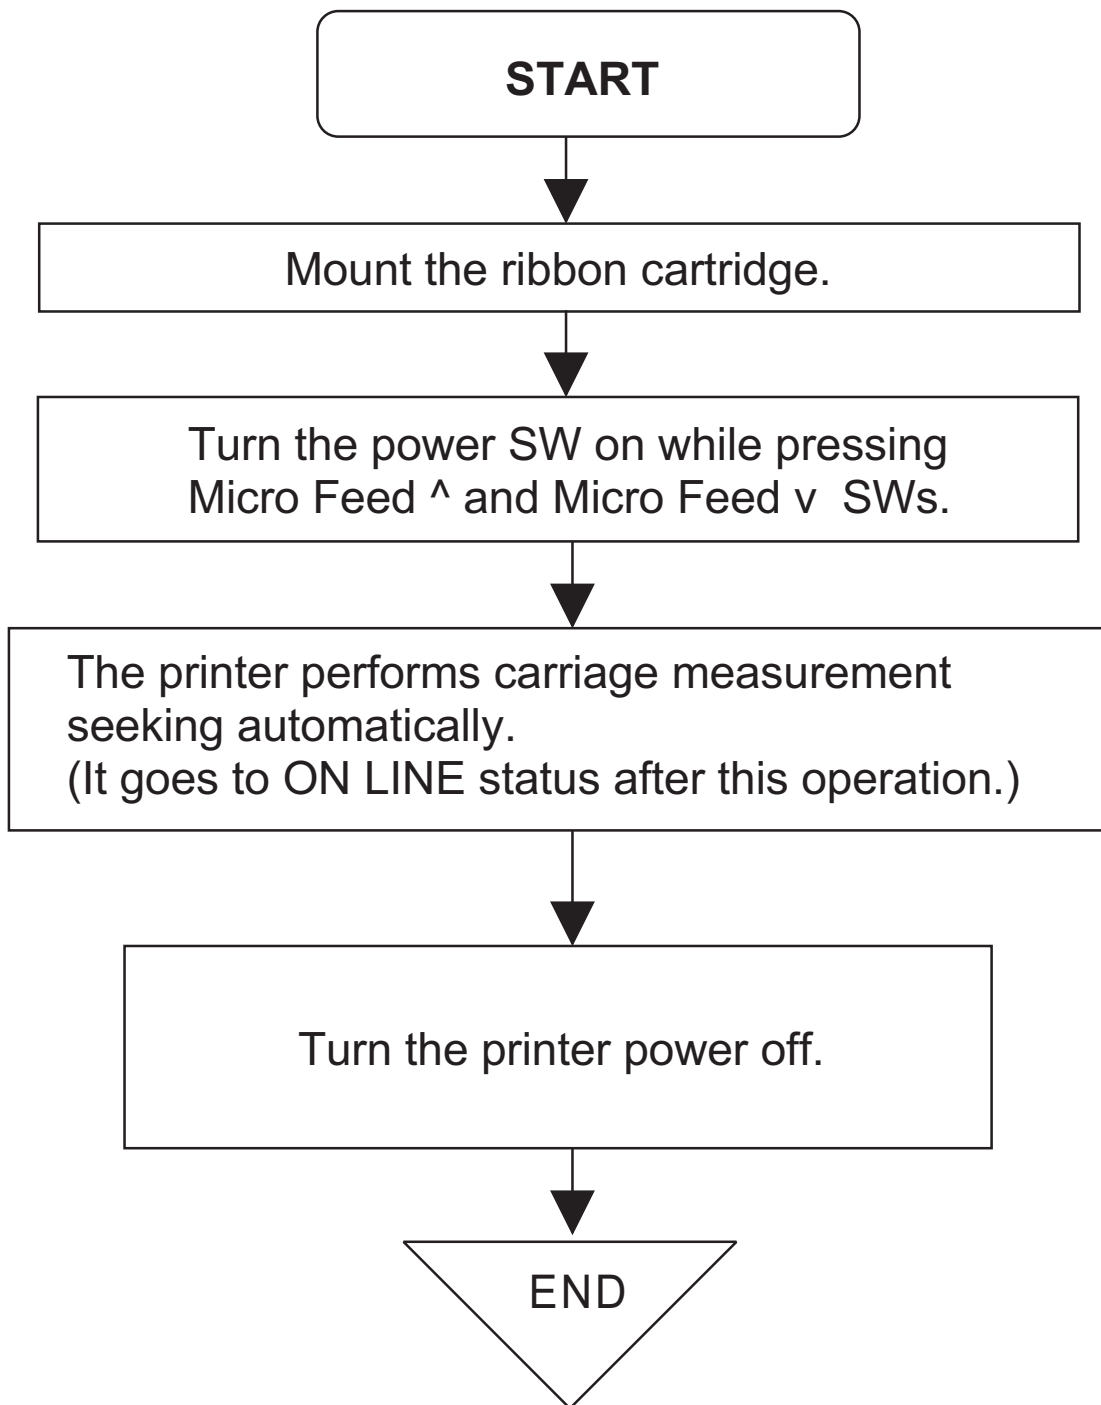 START
Mount the ribbon cartridge.
Turn the power SW on while pressing
Micro Feed ^ and Micro Feed v  SWs.
The printer performs carriage measurement
seeking automatically.
(It goes to ON LINE status after this operation.)
Turn the printer power off.
END